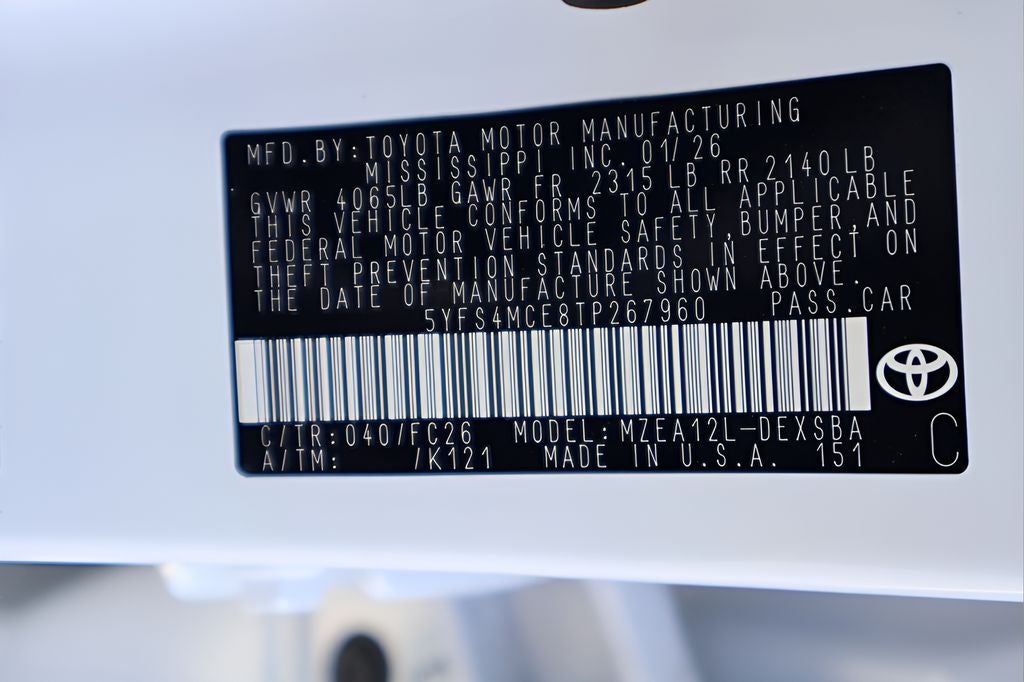 MFD.BY:TOYOTA MOTOR MANUFACTURING
MISSISSIPPI INC. 01/26
GVWR 4065LB GAWR FR 2315 LB RR 2140 LB
THIS VEHICLE CONFORMS TO ALL APPLICABLE
FEDERAL MOTOR VEHICLE SAFETY,BUMPER,AND
THEFT PREVENTION STANDARDS IN EFFECT ON
THE DATE OF MANUFACTURE SHOWN ABOVE.
5YFS4MCE8TP267960 PASS.CAR
C/TR:040/FC26 MODEL:MZEA12L-DEXSBA
A/TM: /K121 MADE IN U.S.A. 151
C